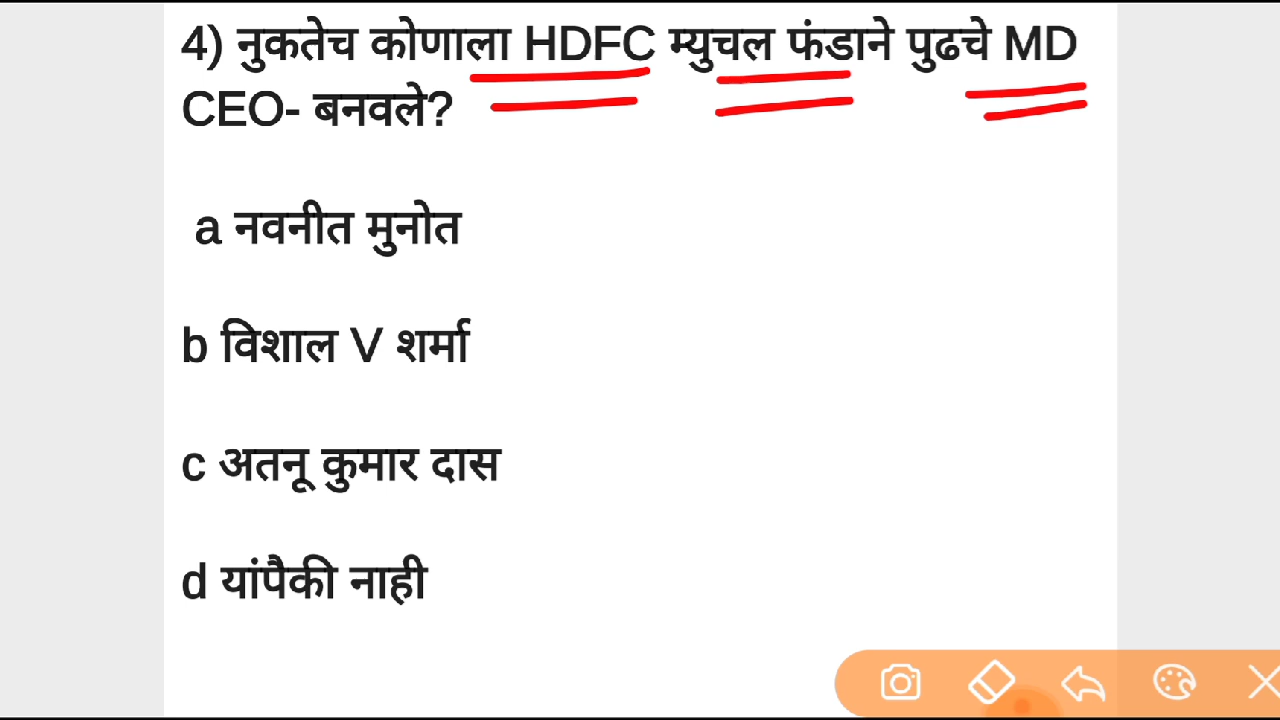 4) नुकतेच कोणाला HDFC म्युचल फंडाने पुढचे MD
CEO- बनवले?
a नवनीत मुनोत
b विशाल V शर्मा
c अतनू कुमार दास
d यांपैकी नाही